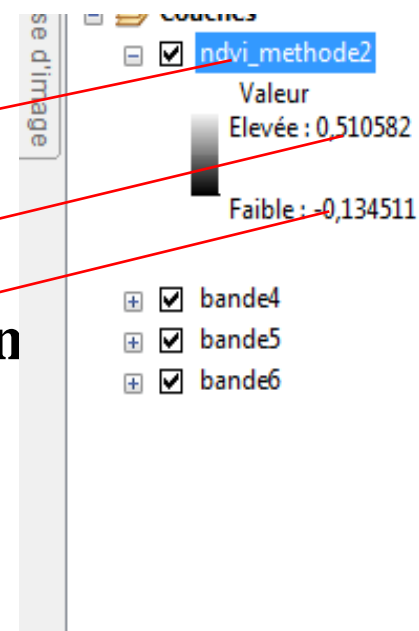 se d'image
Couches
ndvi_methode2
Valeur
Elevée : 0,510582
Faible : -0,134511
n
bande4
bande5
bande6